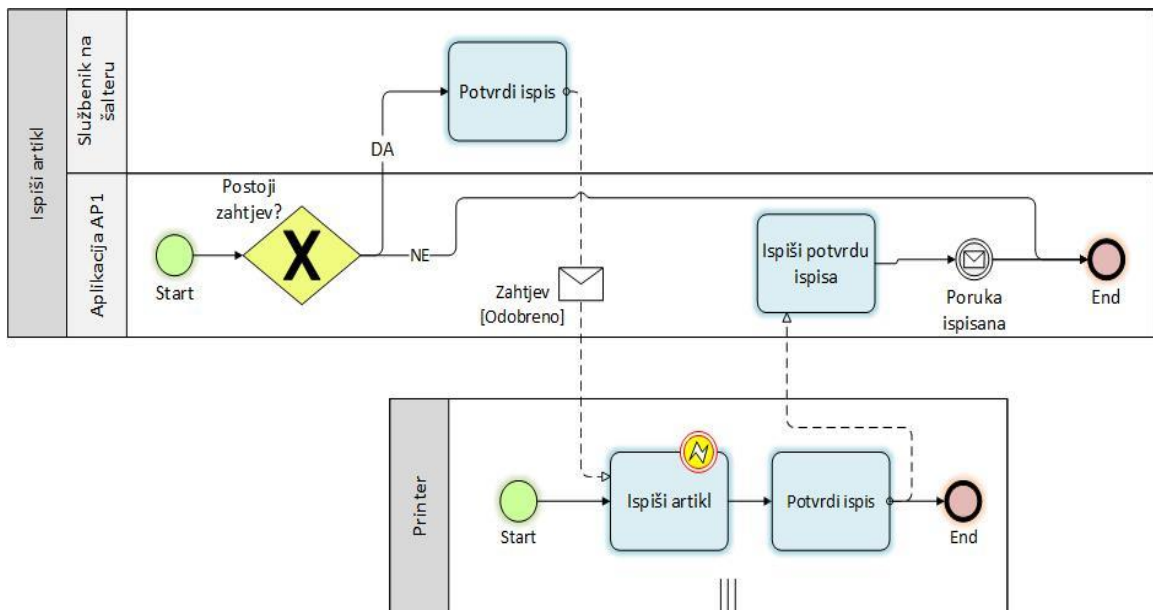 Ispiši artikl
Službenik na
šalteru
Potvrdi ispis
DA
Aplikacija AP1
Start
Postoji
zahtjev?
X
NE
Zahtjev
[Odobreno]
Ispiši potvrdu
ispisa
Poruka
ispisana
End
Printer
Start
Ispiši artikl
Potvrdi ispis
End